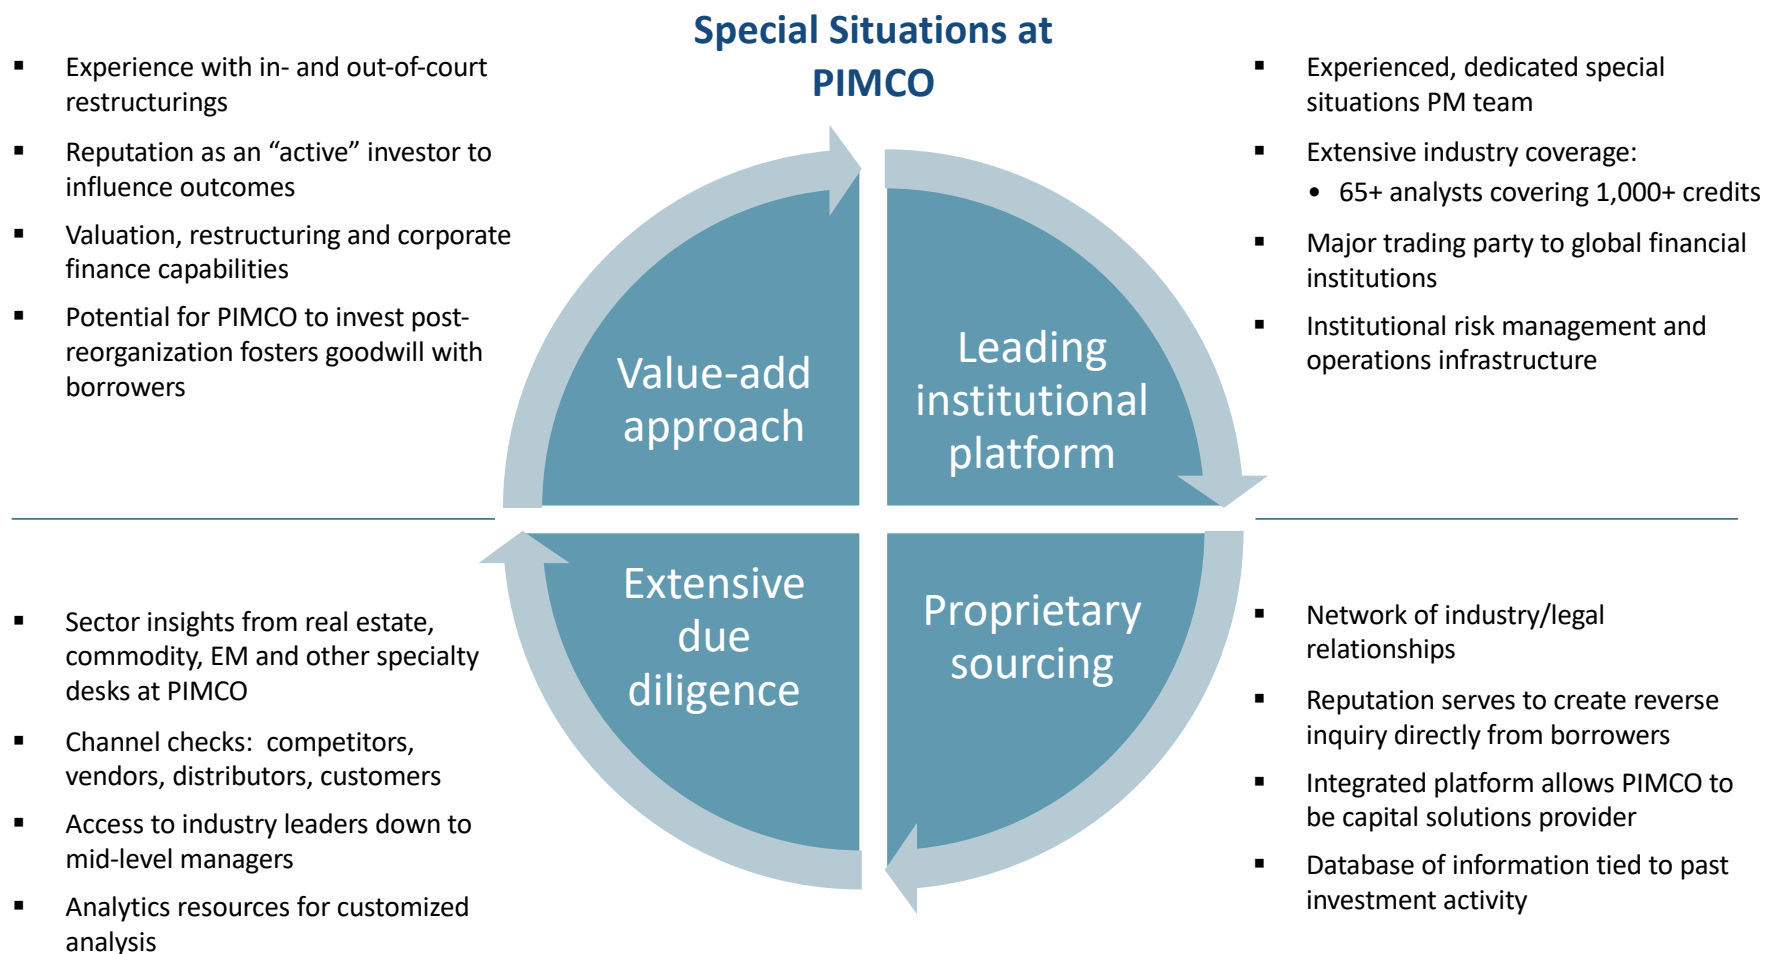 Special Situations at
PIMCO
▪ Experience with in- and out-of-court
restructurings
▪ Reputation as an “active” investor to
influence outcomes
▪ Valuation, restructuring and corporate
finance capabilities
▪ Potential for PIMCO to invest post-
reorganization fosters goodwill with
borrowers
Value-add
approach
Leading
institutional
platform
▪ Experienced, dedicated special
situations PM team
▪ Extensive industry coverage:
• 65+ analysts covering 1,000+ credits
▪ Major trading party to global financial
institutions
▪ Institutional risk management and
operations infrastructure
▪ Sector insights from real estate,
commodity, EM and other specialty
desks at PIMCO
▪ Channel checks:  competitors,
vendors, distributors, customers
▪ Access to industry leaders down to
mid-level managers
▪ Analytics resources for customized
analysis
Extensive
due
diligence
Proprietary
sourcing
▪ Network of industry/legal
relationships
▪ Reputation serves to create reverse
inquiry directly from borrowers
▪ Integrated platform allows PIMCO to
be capital solutions provider
▪ Database of information tied to past
investment activity